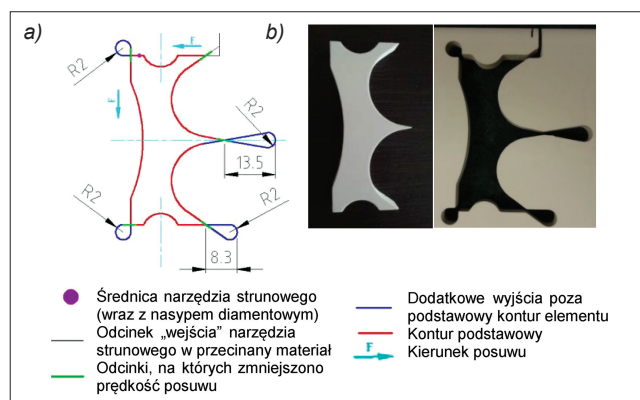 a)
b)
R2
F
F
R2
13.5
R2
R2
8.3
Średnica narzędzia strunowego
(wraz z nasypem diamentowym)
Odcinek „wejścia” narzędzia
strunowego w przecinany materiał
Odcinki, na których zmniejszono
prędkość posuwu
Dodatkowe wyjścia poza
podstawowy kontur elementu
Kontur podstawowy
F
Kierunek posuwu